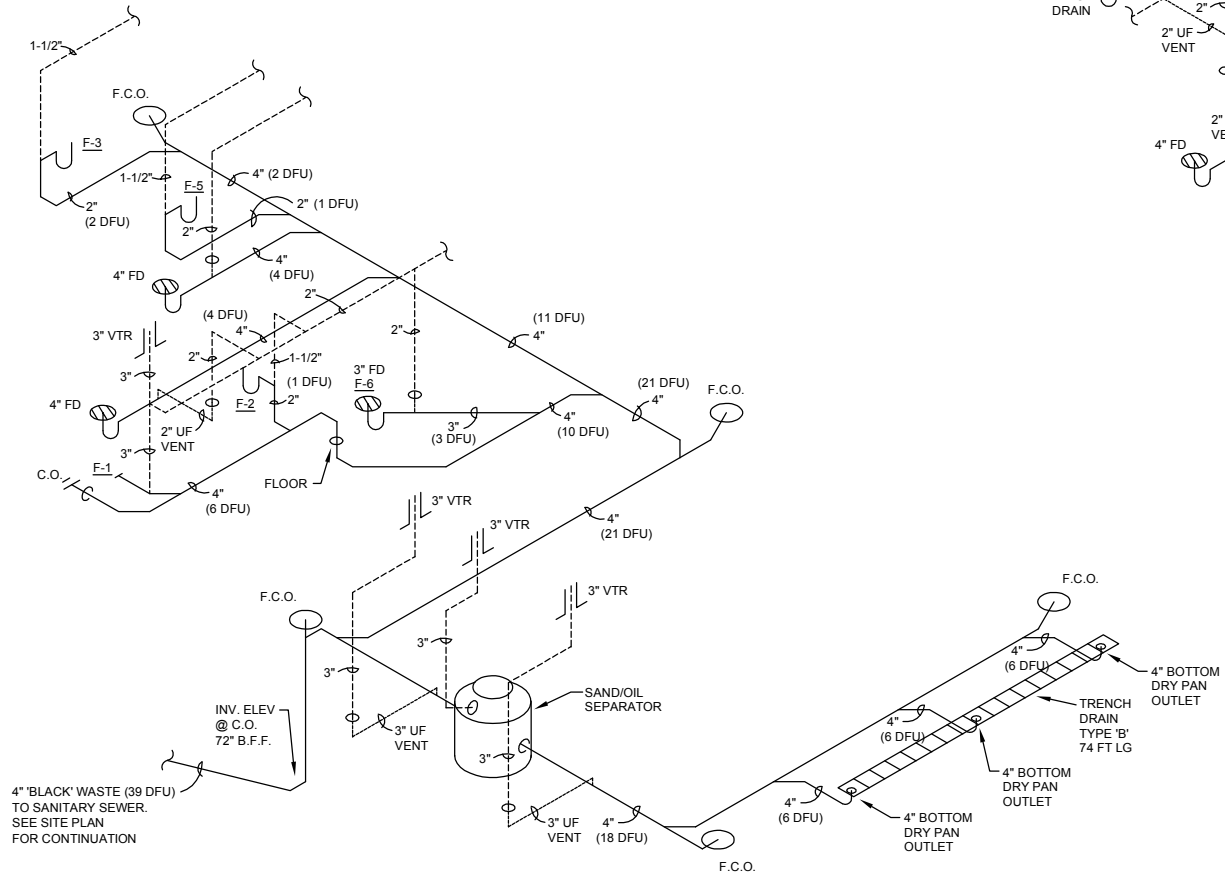 DRAIN
2"
2" UF
VENT
2"
VE
4" FD
1-1/2"
F.C.O.
F-3
1-1/2"
F-5
4" (2 DFU)
2"
(2 DFU)
2" (1 DFU)
2"
4" FD
4"
(4 DFU)
2"
(4 DFU)
4"
(11 DFU)
4"
3" VTR
2"
2"
1-1/2"
3"
(1 DFU)
3" FD
F-6
(21 DFU)
4"
F.C.O.
4" FD
F-2
2"
2" UF
VENT
3"
(3 DFU)
4"
(10 DFU)
3"
C.O.
F-1
4"
(6 DFU)
FLOOR
3" VTR
4"
(21 DFU)
3" VTR
F.C.O.
3" VTR
F.C.O.
3"
3"
4"
(6 DFU)
4" BOTTOM
DRY PAN
OUTLET
SAND/OIL
SEPARATOR
INV. ELEV
@ C.O.
72" B.F.F.
3" UF
VENT
3"
4"
(6 DFU)
TRENCH
DRAIN
TYPE 'B'
74 FT LG
4" BOTTOM
DRY PAN
OUTLET
4" 'BLACK' WASTE (39 DFU)
TO SANITARY SEWER.
SEE SITE PLAN
FOR CONTINUATION
3" UF
VENT
4"
(18 DFU)
4"
(6 DFU)
4" BOTTOM
DRY PAN
OUTLET
F.C.O.